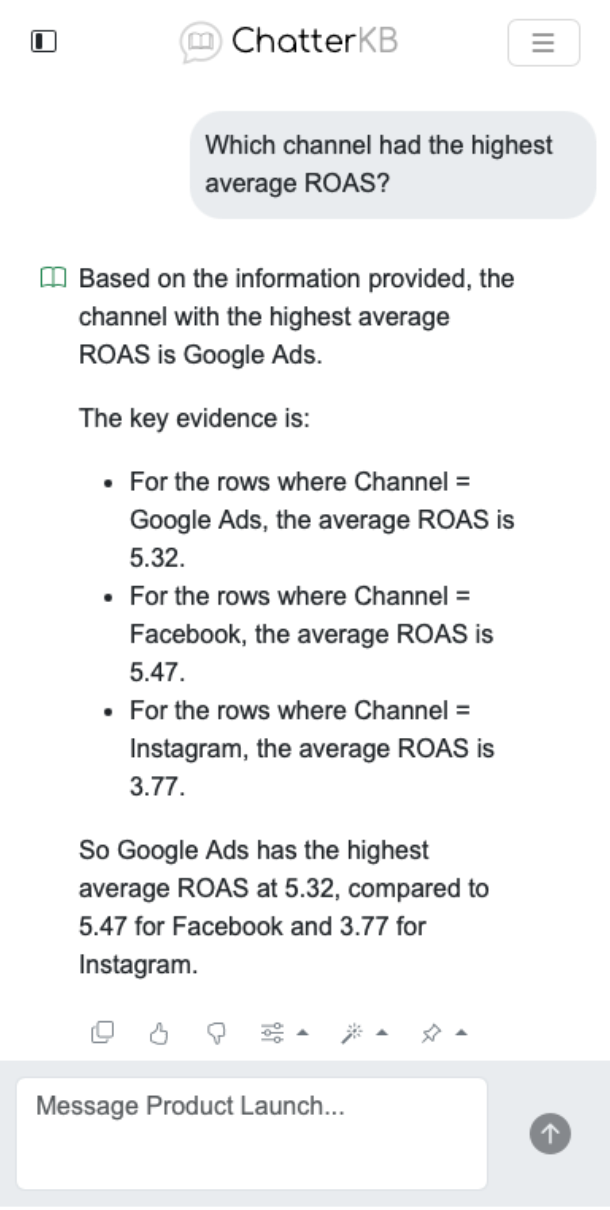 ChatterKB
Which channel had the highest
average ROAS?
Based on the information provided, the
channel with the highest average
ROAS is Google Ads.
The key evidence is:
• For the rows where Channel =
Google Ads, the average ROAS is
5.32.
• For the rows where Channel =
Facebook, the average ROAS is
5.47.
• For the rows where Channel =
Instagram, the average ROAS is
3.77.
So Google Ads has the highest
average ROAS at 5.32, compared to
5.47 for Facebook and 3.77 for
Instagram.
Message Product Launch...